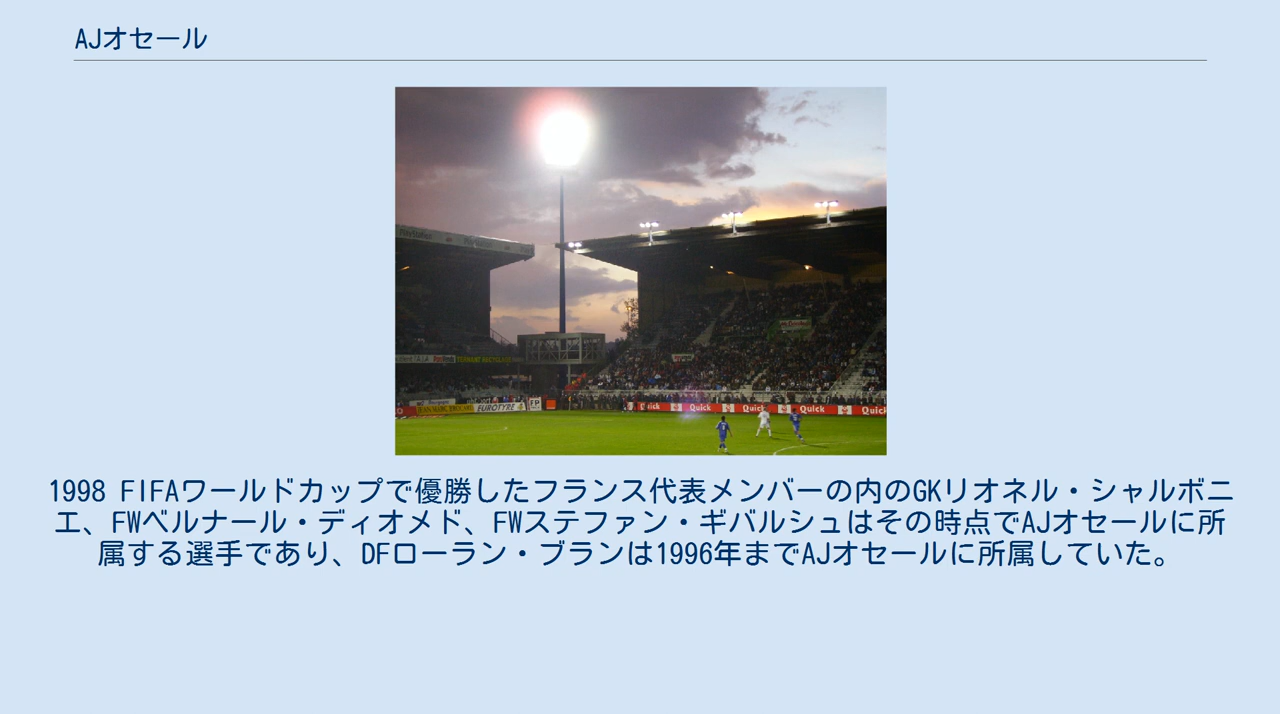 AJオセール
EUROTYRE
FP
Quick
Quick
Quick
Quick
1998 FIFAワールドカップで優勝したフランス代表メンバーの内のGKリオネル・シャルボニ
エ、FWベルナール・ディオメド、FWステファン・ギバルシュはその時点でAJオセールに所
属する選手であり、DFローラン・ブランは1996年までAJオセールに所属していた。